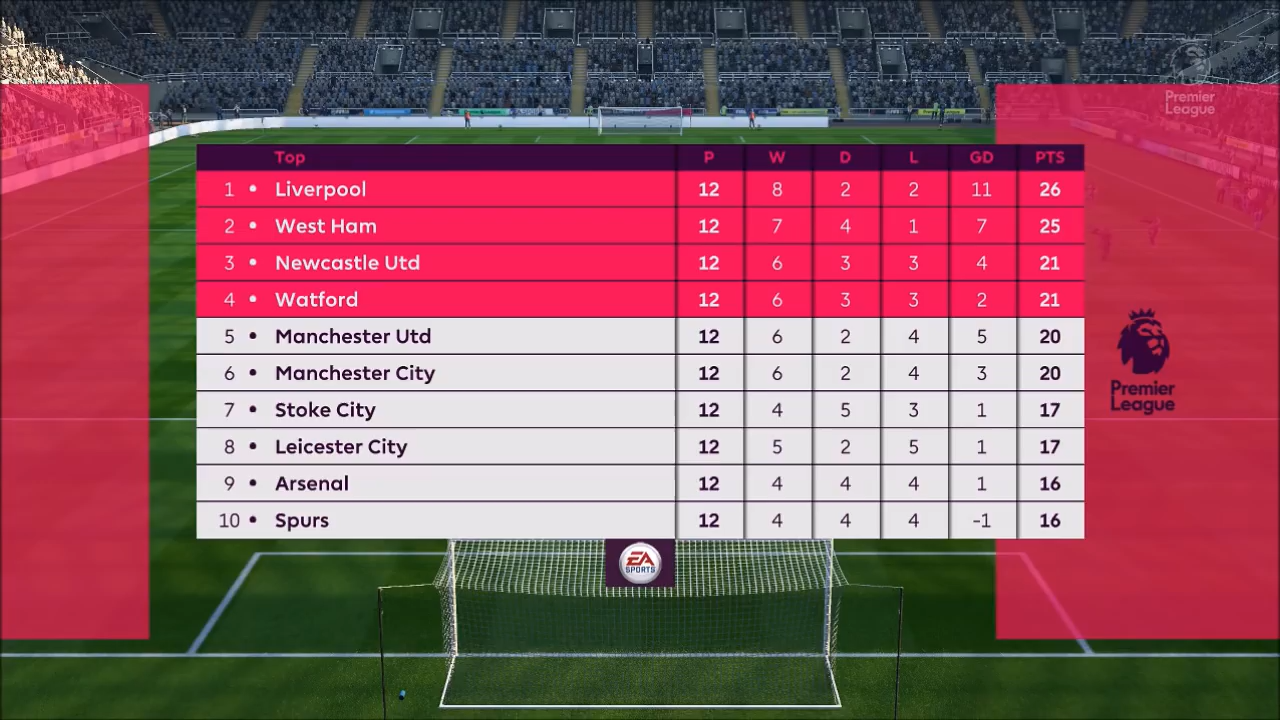 Premier
League
Top P W D L GD PTS
1 • Liverpool 12 8 2 2 11 26
2 • West Ham 12 7 4 1 7 25
3 • Newcastle Utd 12 6 3 3 4 21
4 • Watford 12 6 3 3 2 21
5 • Manchester Utd 12 6 2 4 5 20
6 • Manchester City 12 6 2 4 3 20
7 • Stoke City 12 4 5 3 1 17
8 • Leicester City 12 5 2 5 1 17
9 • Arsenal 12 4 4 4 1 16
10 • Spurs 12 4 4 4 -1 16
Premier
League
EA
SPORTS